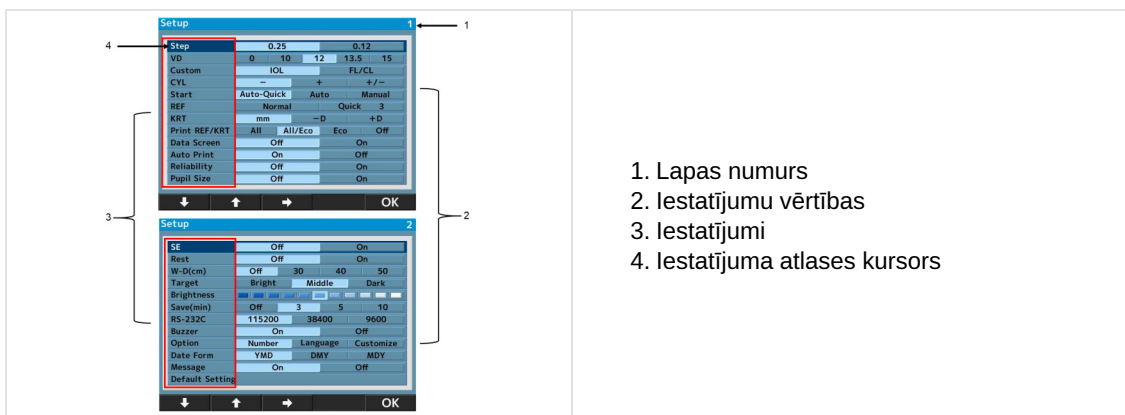 Setup 1
1
4
Step 0.25 0.12
VD 0 10 12 13.5 15
Custom IOL FL/CL
CYL - + +/-
Start Auto-Quick Auto Manual
REF Normal Quick 3
KRT mm -D +D
Print REF/KRT All All/Eco Eco Off
Data Screen Off On
Auto Print On Off
Reliability Off On
Pupil Size Off On
OK
3
2
Setup 2
SE Off On
Rest Off On
W-D(cm) Off 30 40 50
Target Bright Middle Dark
Brightness
Save(min) Off 3 5 10
RS-232C 115200 38400 9600
Buzzer On Off
Option Number Language Customize
Date Form YMD DMY MDY
Message On Off
Default Setting
OK
1. Lapas numurs
2. Iestatījumu vērtības
3. Iestatījumi
4. Iestatījuma atlases kursors